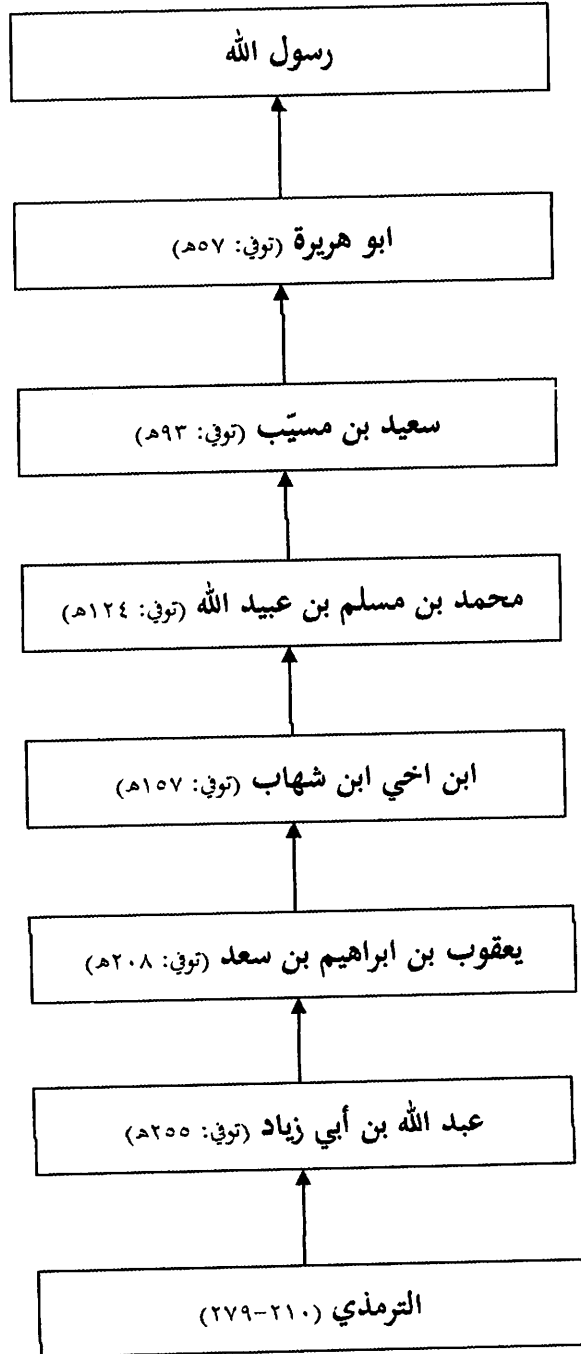 رسول الله
ابو هريرة (توفي: ٥٧هـ)
سعيد بن مسيّب (توفي: ٩٣هـ)
محمد بن مسلم بن عبيد الله (توفي: ١٢٤هـ)
ابن اخي ابن شهاب (توفي: ١٥٧هـ)
يعقوب بن ابراهيم بن سعد (توفي: ٢٠٨هـ)
عبد الله بن أبي زياد (توفي: ٢٥٥هـ)
الترمذي (٢١٠-٢٧٩)